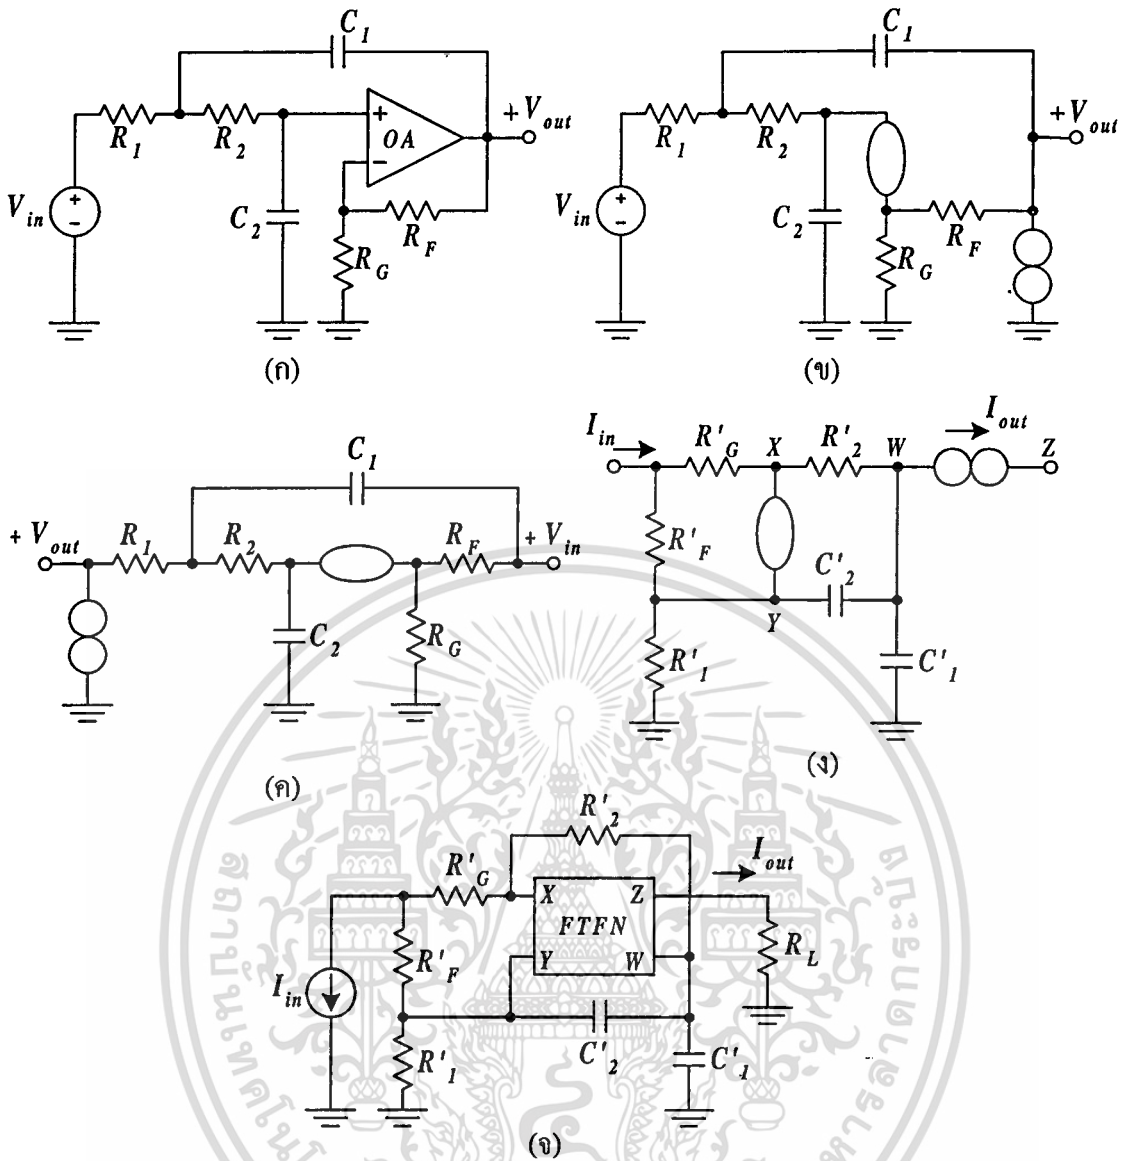 C1
R1
R2
+
OA
-
+ Vout
Vin
+
-
C2
RF
RG
(ก)
C1
R1
R2
+ Vout
Vin
+
-
C2
RF
RG
(ข)
C1
+ Vout
R1
R2
RF
+ Vin
C2
RG
(ค)
Iin
R'G
X
R'2
W
Iout
Z
R'F
C'2
Y
R'1
C'1
(ง)
R'2
R'G
Iout
X
Z
FTFN
Y
W
RL
R'F
Iin
C'2
R'1
C'1
(จ)